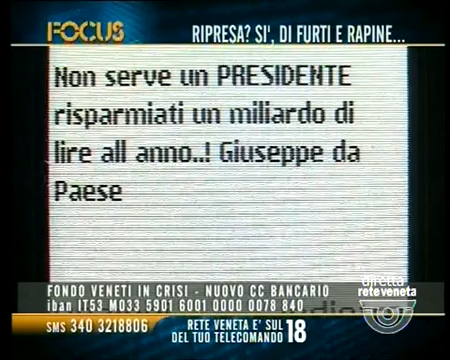 FOCUS
RIPRESA? SI', DI FURTI E RAPINE...
Non serve un PRESIDENTE
risparmiati un miliardo di
lire all anno..! Giuseppe da
Paese
diretta
reteveneta
FONDO VENETI IN CRISI - NUOVO CC BANCARIO
iban IT53 M033 5901 6001 0000 0078 840
SMS 340 3218806
RETE VENETA E' SUL
DEL TUO TELECOMANDO 18